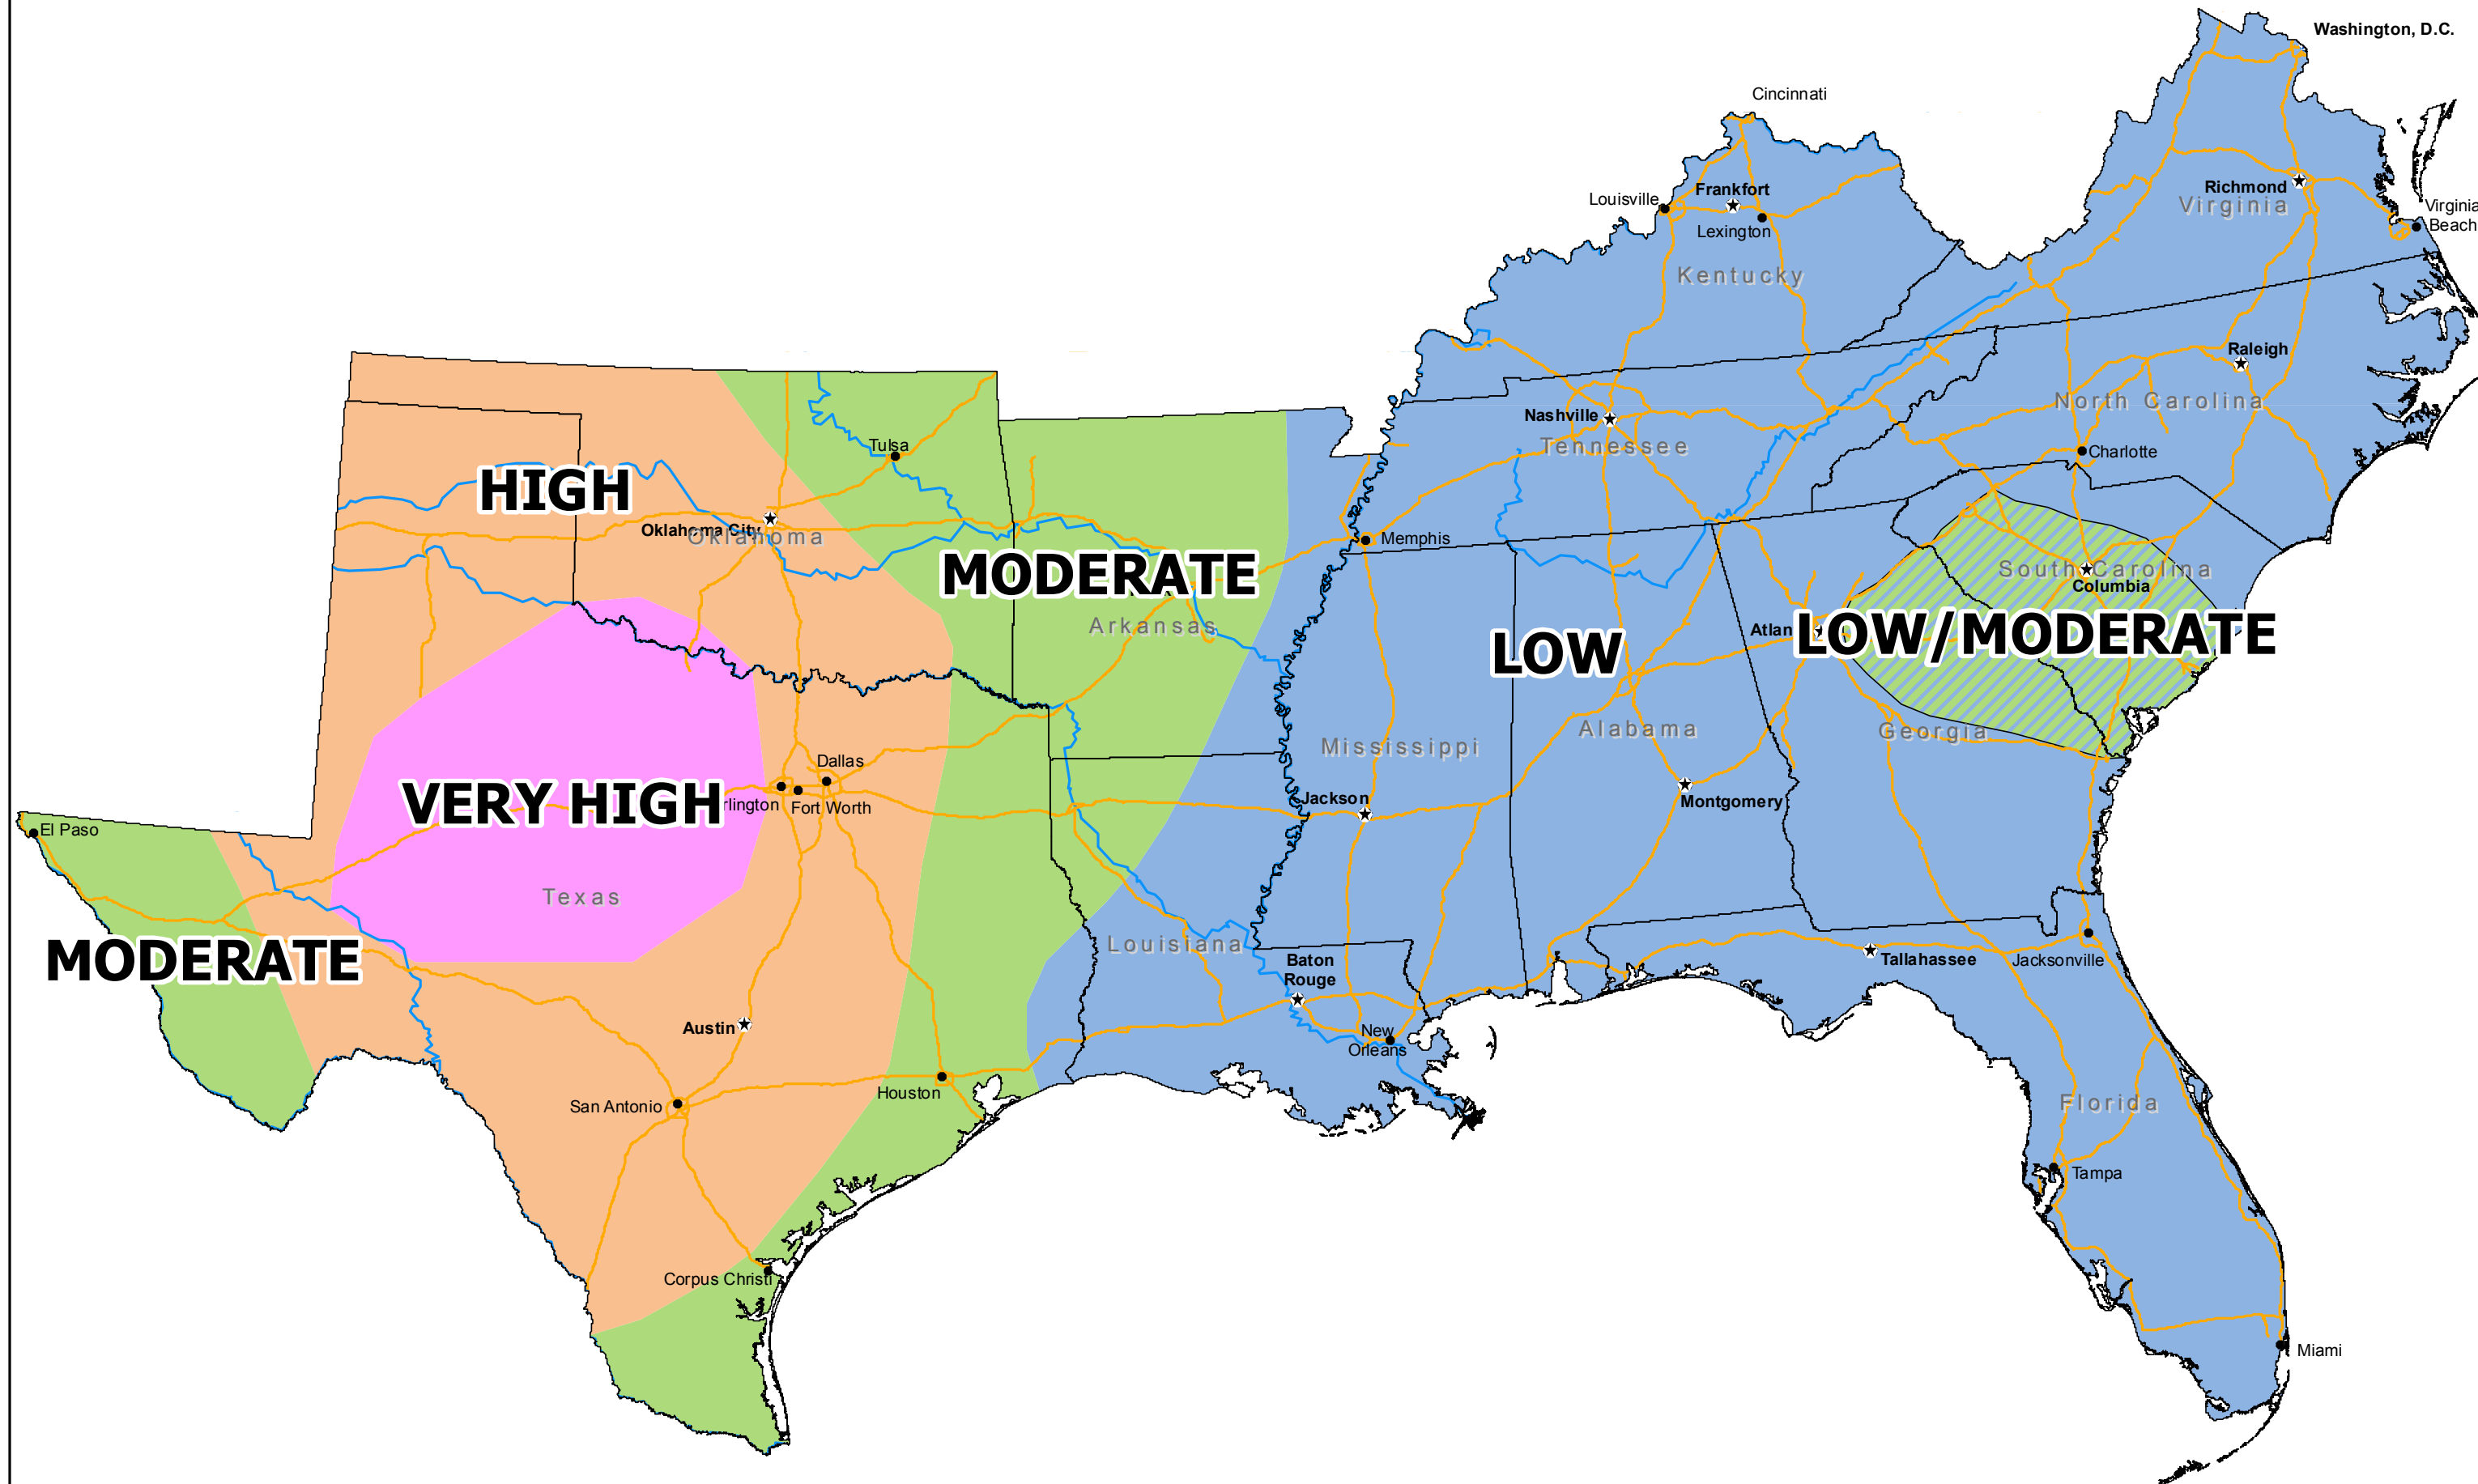 Washington, D.C.
Cincinnati
Louisville
Frankfort
Lexington
Kentucky
Richmond
Virginia
Virginia
Beach
Raleigh
North Carolina
Nashville
Tennessee
Charlotte
Tulsa
HIGH
Oklahoma City
Oklahoma
Memphis
MODERATE
Arkansas
South Carolina
Columbia
Atlan
LOW/MODERATE
LOW
Mississippi
Alabama
Georgia
Dallas
VERY HIGH
rlington
Fort Worth
Jackson
Montgomery
El Paso
Texas
MODERATE
Louisiana
Baton
Rouge
Tallahassee
Jacksonville
Austin
New
Orleans
Houston
San Antonio
Florida
Tampa
Corpus Christi
Miami